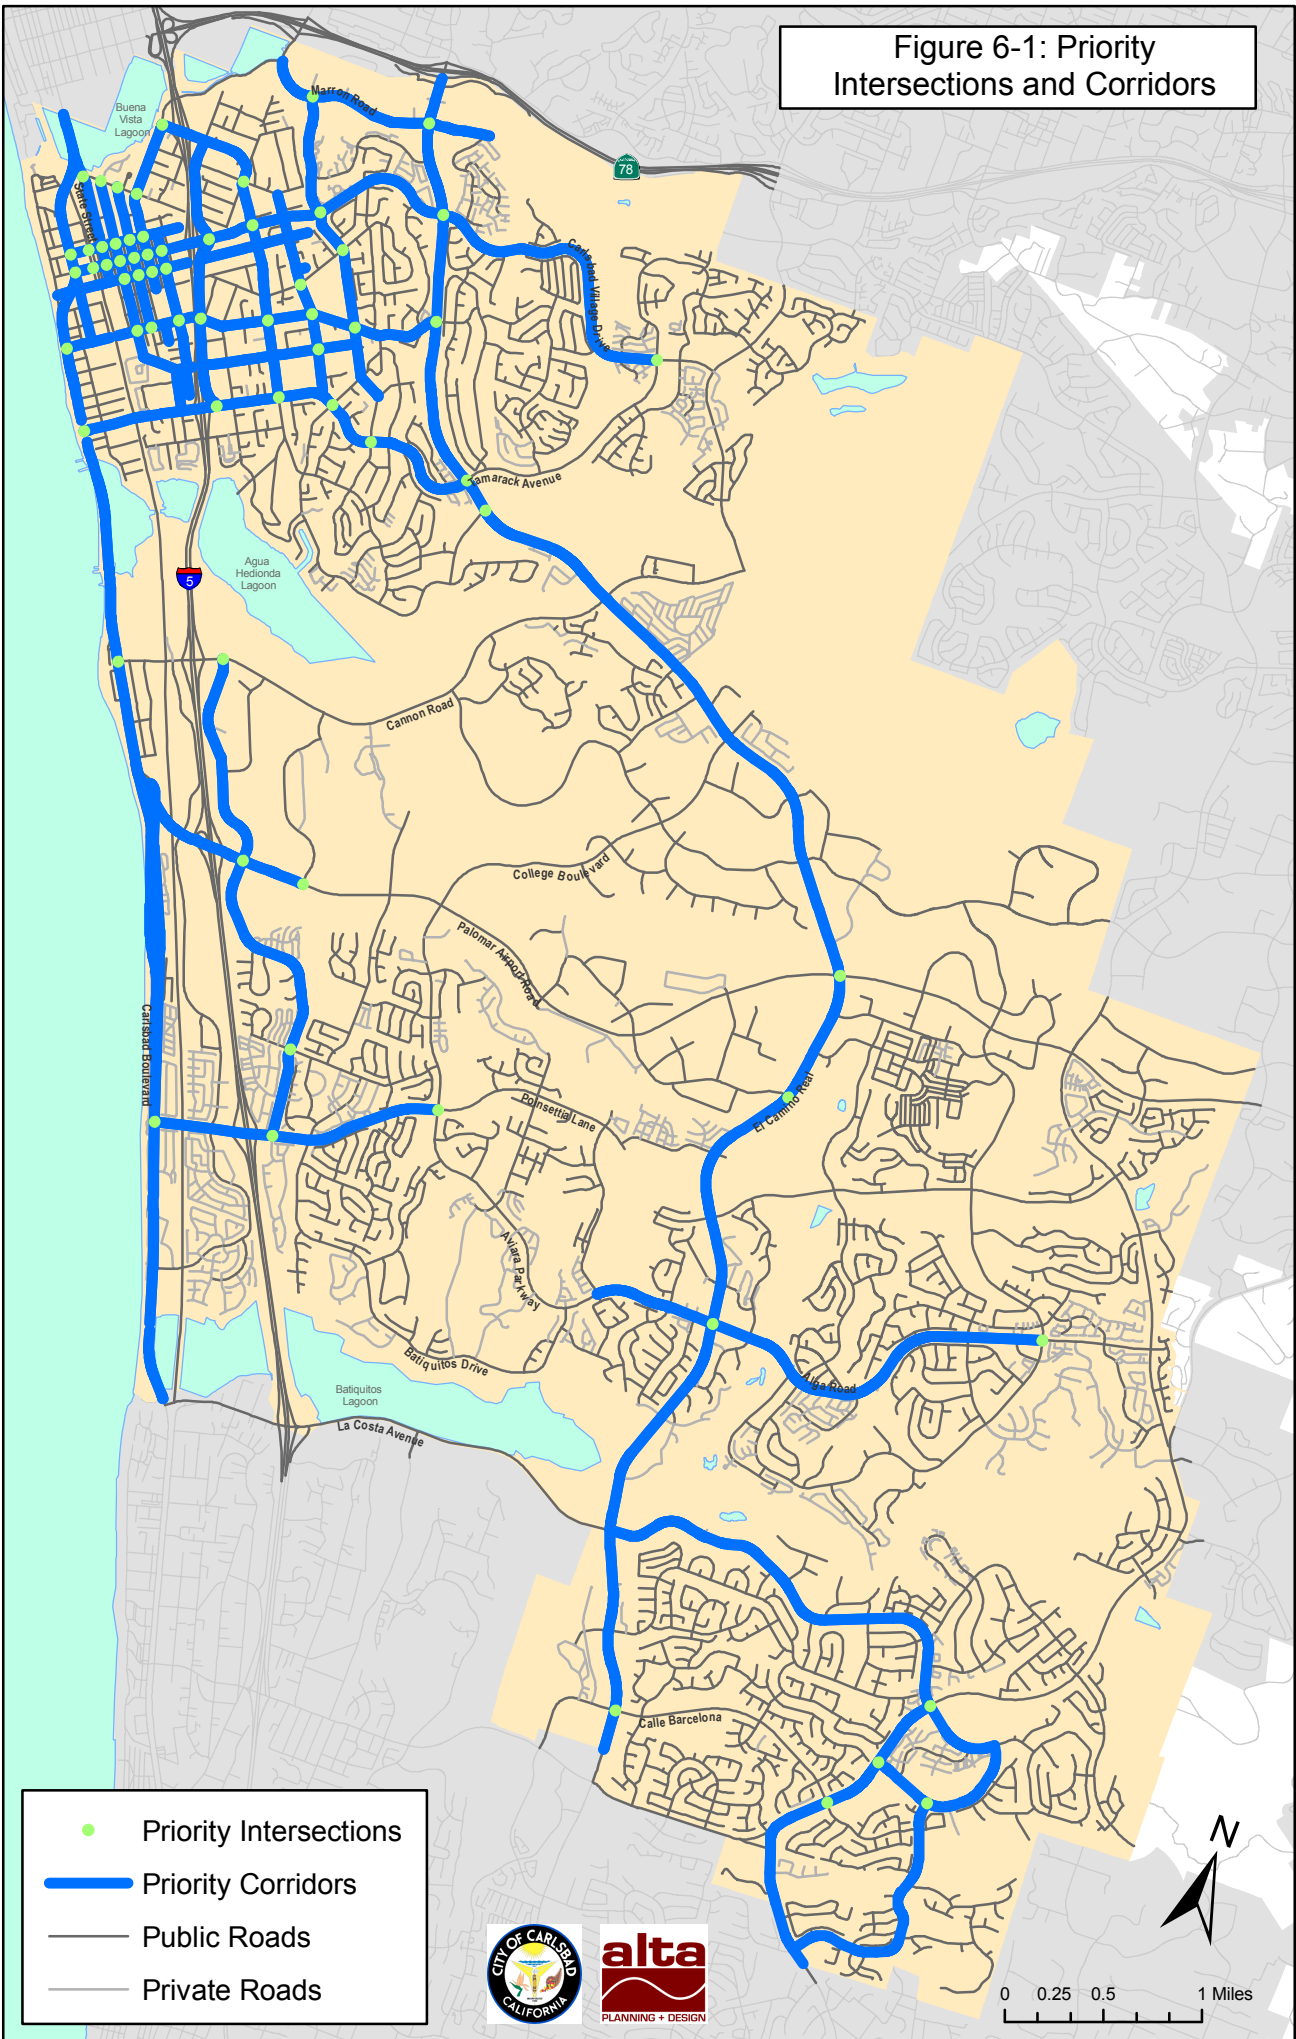 Figure 6-1: Priority
Intersections and Corridors
Buena
Vista
Lagoon
Marron Road
78
State Street
Carlsbad Village Drive
Tamarack Avenue
Agua
Hedionda
Lagoon
5
Cannon Road
College Boulevard
Palomar Airport Road
Carlsbad Boulevard
El Camino Real
Poinsettia Lane
Aviara Parkway
Batiquitos Drive
Batiquitos
Lagoon
La Costa Avenue
Alga Road
Calle Barcelona
Priority Intersections
Priority Corridors
Public Roads
Private Roads
CITY OF CARLSBAD
CALIFORNIA
alta
PLANNING + DESIGN
N
0 0.25 0.5 1 Miles